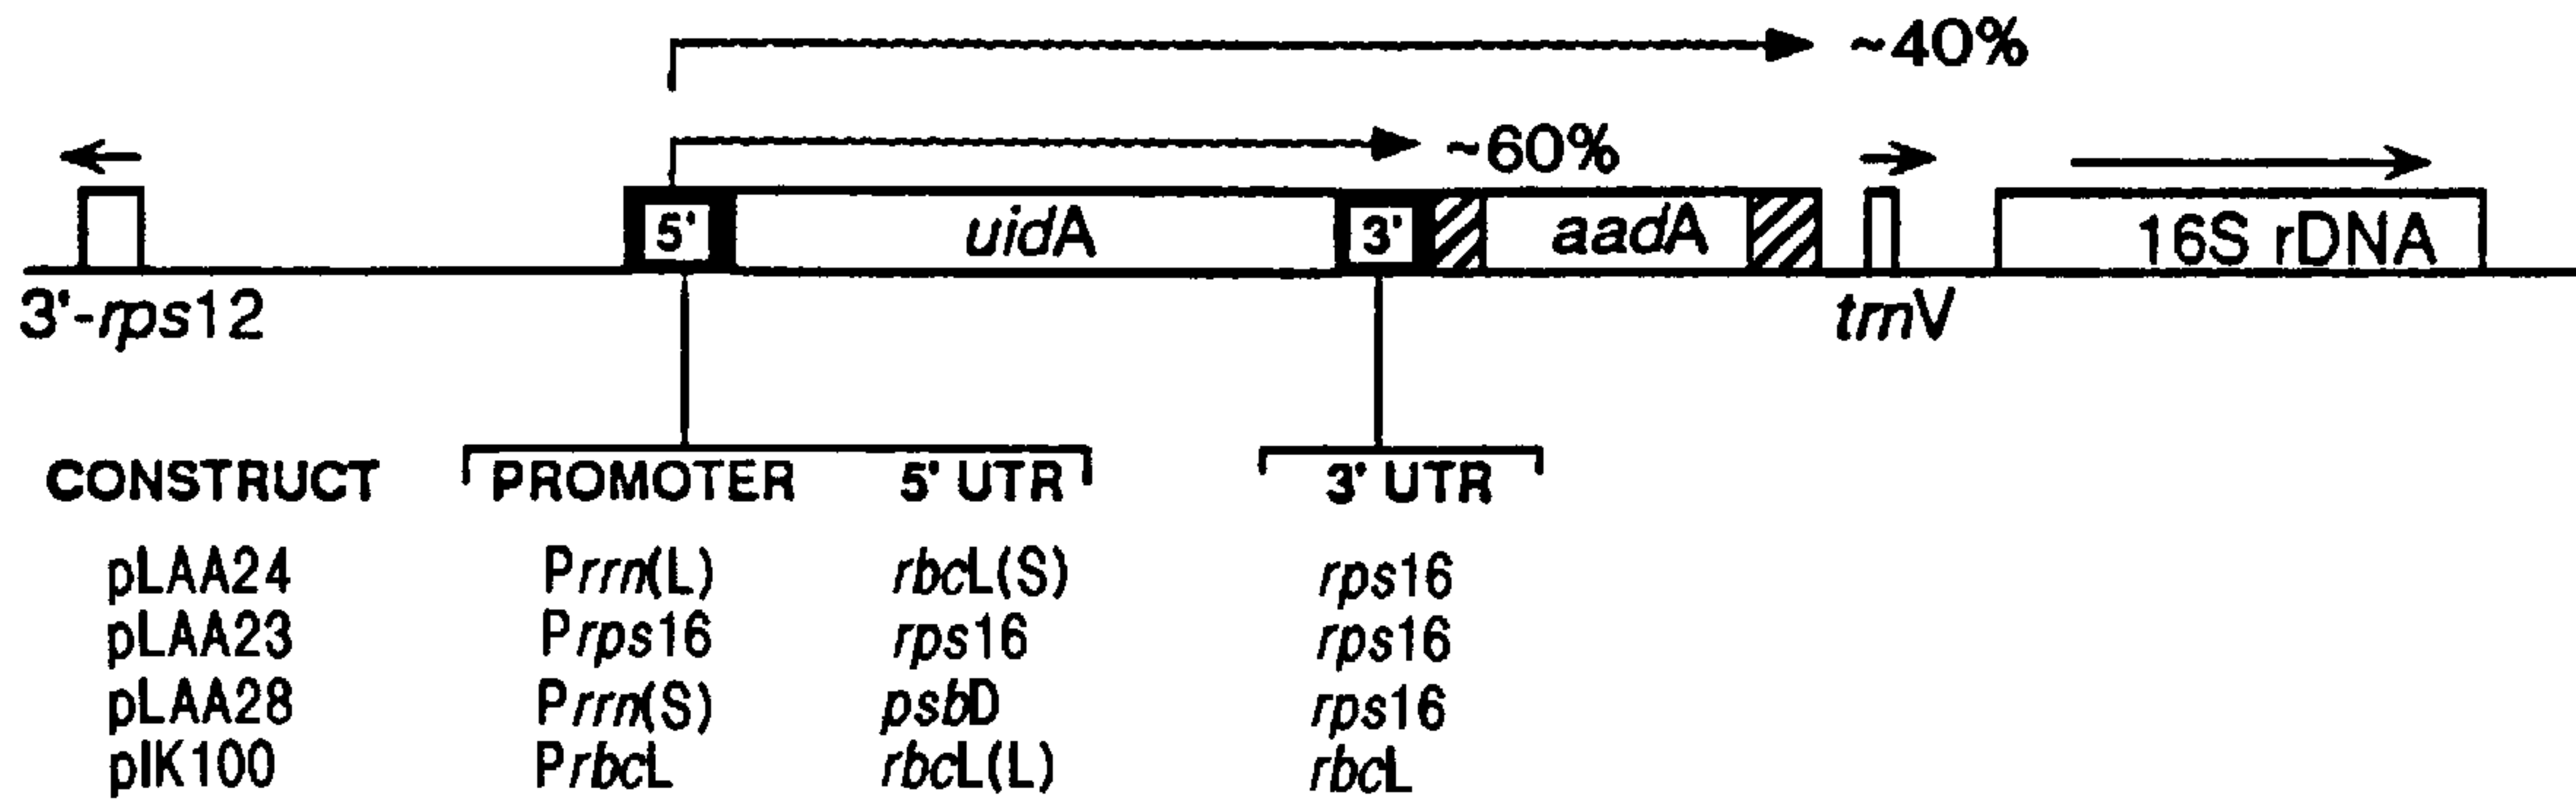 ~40%
~60%
5' uidA 3' aadA 16S rDNA
3'-rps12 trnV
CONSTRUCT PROMOTER 5' UTR 3' UTR
pLAA24 Prrn(L) rbcL(S) rps16
pLAA23 Prps16 rps16 rps16
pLAA28 Prrn(S) psbD rps16
pIK100 PrbcL rbcL(L) rbcL